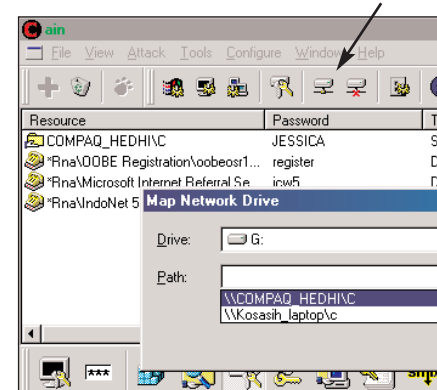 ain
File View Attack Tools Configure Window Help
Resource Password T
COMPAQ_HEDHI\C JESSICA S
*Rna\OOBE Registration\oobeosr1... register D
*Rna\Microsoft Internet Referral Se icw5 D
*Rna\IndoNet 5
Map Network Drive
Drive: G:
Path:
\\COMPAQ_HEDHI\C
\\Kosasih_laptop\c
***